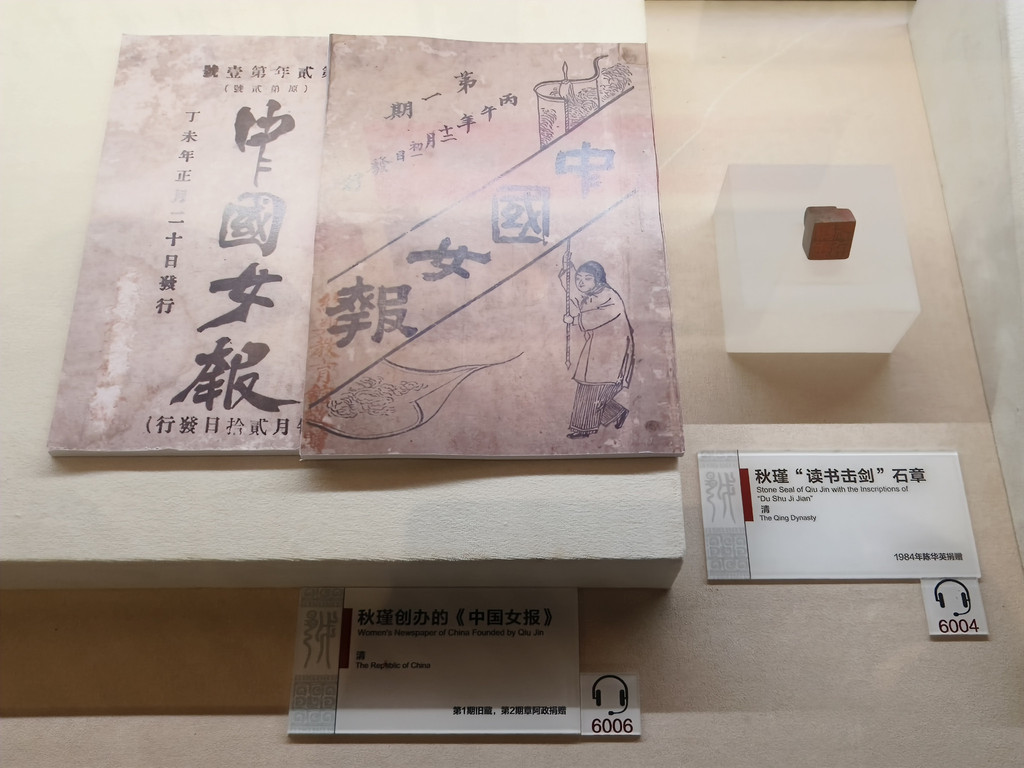 號壹第年貳
（號貳第原）
中國女報
丁未年正月二十日發行
（行發日拾貳月
第一期
丙午年十二月初一日發行
中國女報
秋瑾“读书击剑”石章
Stone Seal of Qiu Jin with the Inscriptions of
"Du Shu Ji Jian"
清
The Qing Dynasty
1984年陈华英捐赠
6004
秋瑾创办的《中国女报》
Women's Newspaper of China Founded by Qiu Jin
清
The Republic of China
第1期旧藏，第2期章阿政捐赠
6006